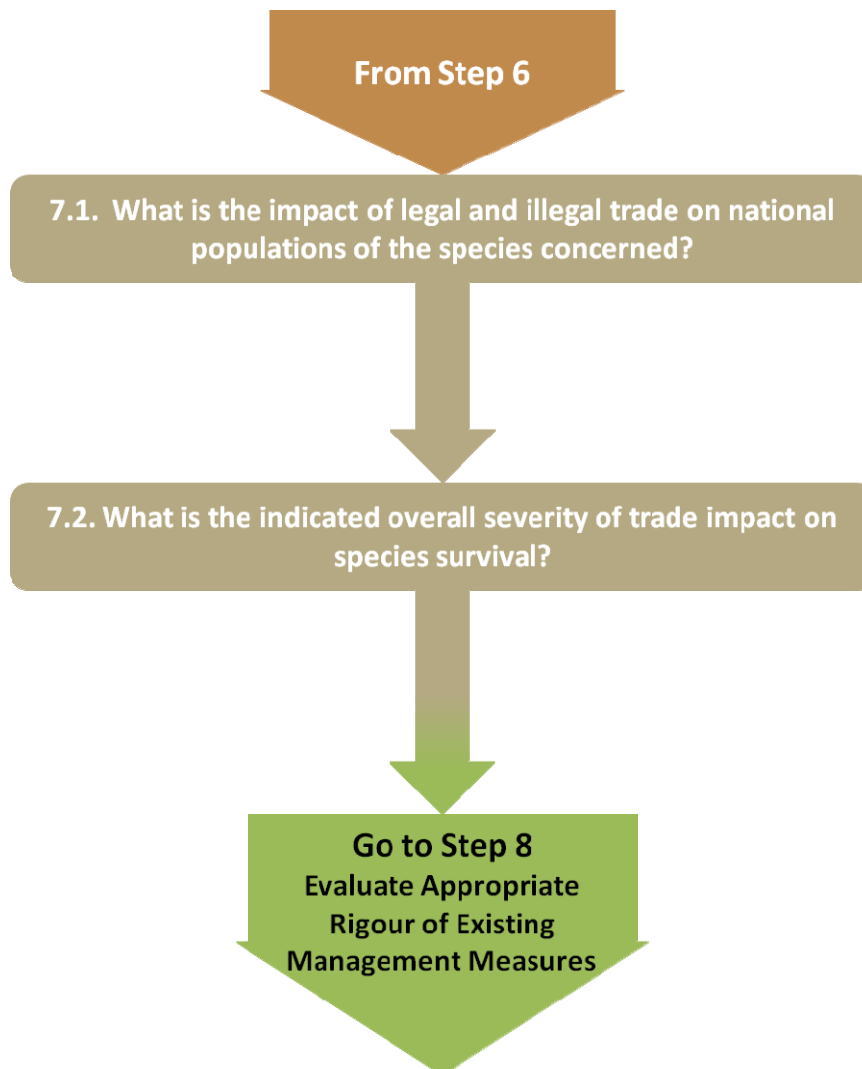 From Step 6
7.1. What is the impact of legal and illegal trade on national
populations of the species concerned?
7.2. What is the indicated overall severity of trade impact on
species survival?
Go to Step 8
Evaluate Appropriate
Rigour of Existing
Management Measures